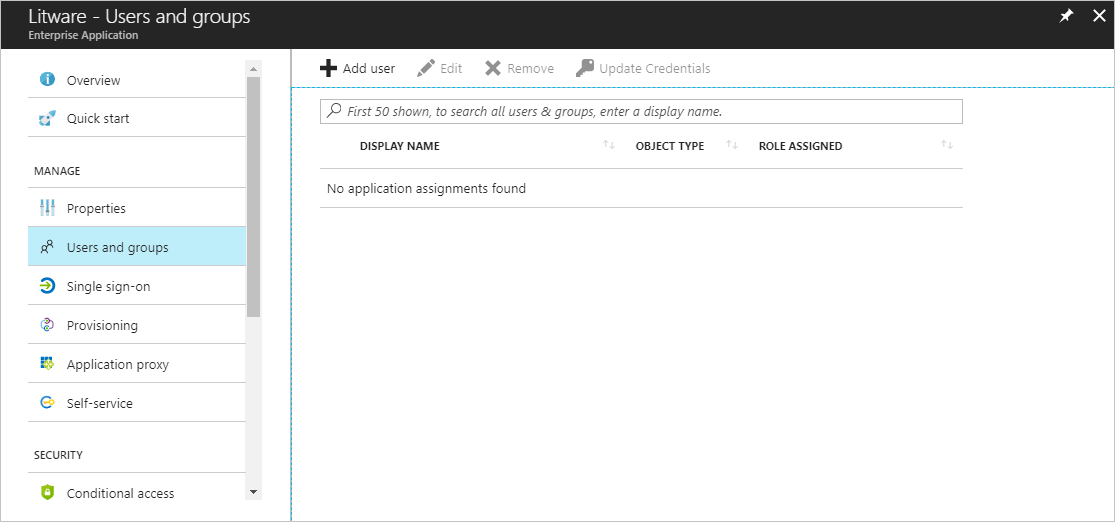 Litware - Users and groups
Enterprise Application
Overview
Quick start
MANAGE
Properties
Users and groups
Single sign-on
Provisioning
Application proxy
Self-service
SECURITY
Conditional access
Add user Edit Remove Update Credentials
First 50 shown, to search all users & groups, enter a display name.
DISPLAY NAME OBJECT TYPE ROLE ASSIGNED
No application assignments found